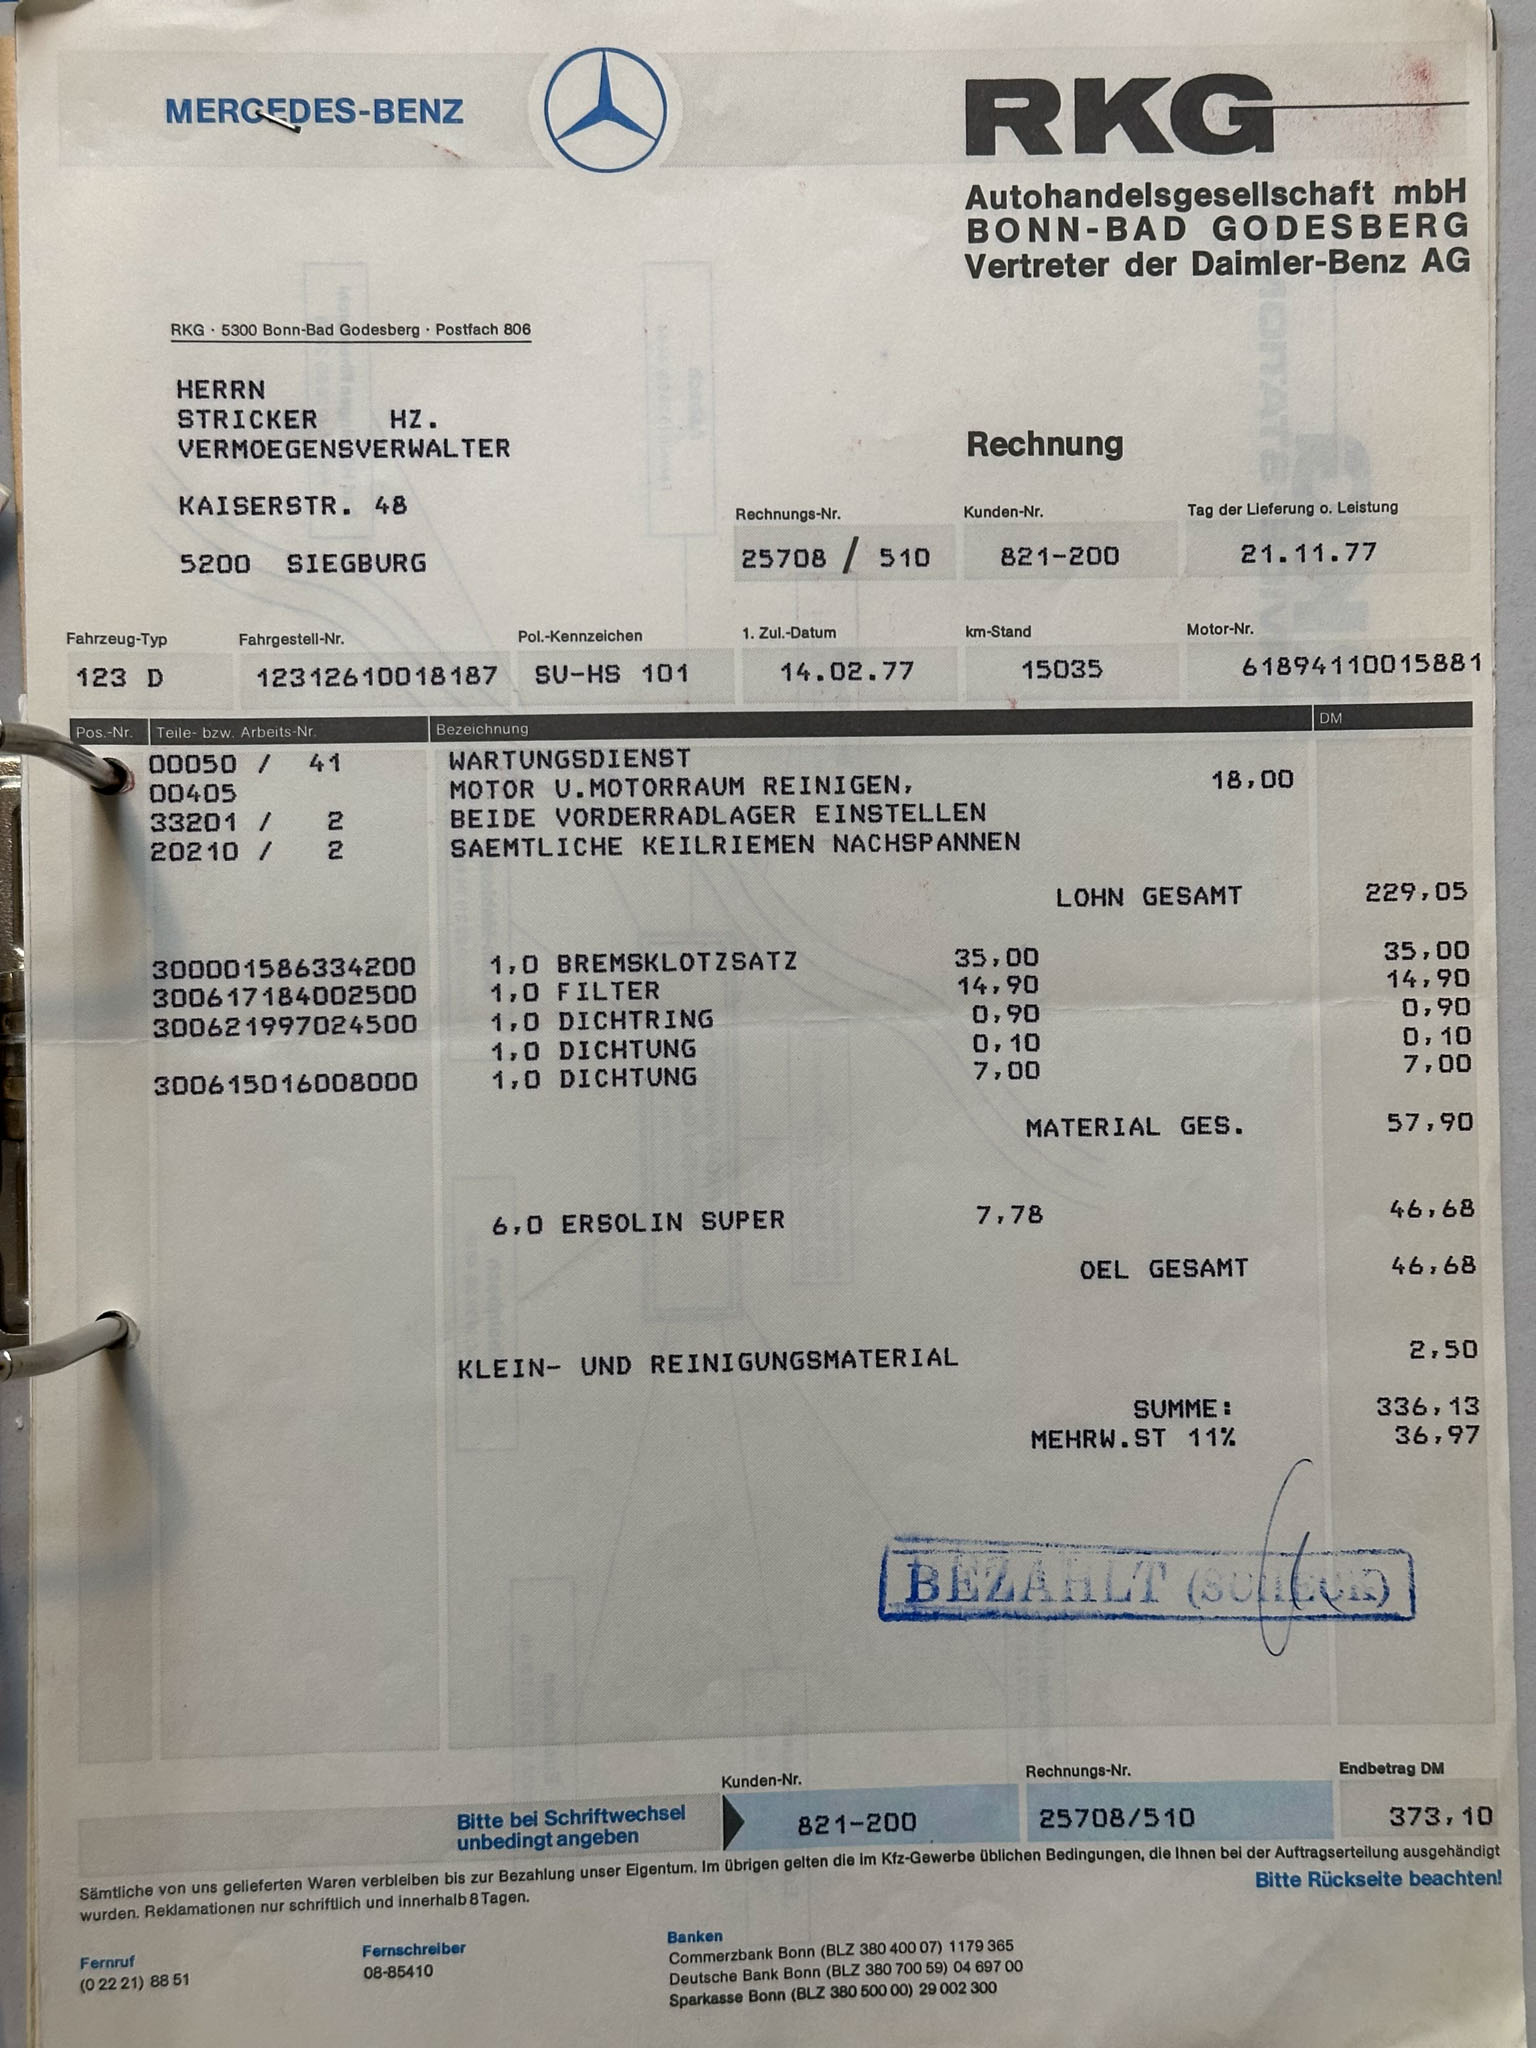 MERCEDES-BENZ
RKG
Autohandelsgesellschaft mbH
BONN-BAD GODESBERG
Vertreter der Daimler-Benz AG
RKG · 5300 Bonn-Bad Godesberg · Postfach 806
HERRN
STRICKER HZ.
VERMOEGENSVERWALTER
KAISERSTR. 48
5200 SIEGBURG
Rechnung
Rechnungs-Nr. Kunden-Nr. Tag der Lieferung o. Leistung
25708 / 510 821-200 21.11.77
Fahrzeug-Typ Fahrgestell-Nr. Pol.-Kennzeichen 1. Zul.-Datum km-Stand Motor-Nr.
123 D 12312610018187 SU-HS 101 14.02.77 15035 61894110015881
Pos.-Nr. Teile- bzw. Arbeits-Nr. Bezeichnung DM
00050 / 41 WARTUNGSDIENST
00405 MOTOR U.MOTORRAUM REINIGEN, 18,00
33201 / 2 BEIDE VORDERRADLAGER EINSTELLEN
20210 / 2 SAEMTLICHE KEILRIEMEN NACHSPANNEN
LOHN GESAMT 229,05
300001586334200 1,0 BREMSKLOTZSATZ 35,00 35,00
300617184002500 1,0 FILTER 14,90 14,90
300621997024500 1,0 DICHTRING 0,90 0,90
1,0 DICHTUNG 0,10 0,10
300615016008000 1,0 DICHTUNG 7,00 7,00
MATERIAL GES. 57,90
6,0 ERSOLIN SUPER 7,78 46,68
OEL GESAMT 46,68
KLEIN- UND REINIGUNGSMATERIAL 2,50
SUMME: 336,13
MEHRW.ST 11% 36,97
BEZAHLT (SCHECK)
Kunden-Nr. Rechnungs-Nr. Endbetrag DM
Bitte bei Schriftwechsel
unbedingt angeben
821-200 25708/510 373,10
Sämtliche von uns gelieferten Waren verbleiben bis zur Bezahlung unser Eigentum. Im übrigen gelten die im Kfz-Gewerbe üblichen Bedingungen, die Ihnen bei der Auftragserteilung ausgehändigt
wurden. Reklamationen nur schriftlich und innerhalb 8 Tagen.
Bitte Rückseite beachten!
Fernruf
(0 22 21) 88 51
Fernschreiber
08-85410
Banken
Commerzbank Bonn (BLZ 380 400 07) 1179 365
Deutsche Bank Bonn (BLZ 380 700 59) 04 697 00
Sparkasse Bonn (BLZ 380 500 00) 29 002 300